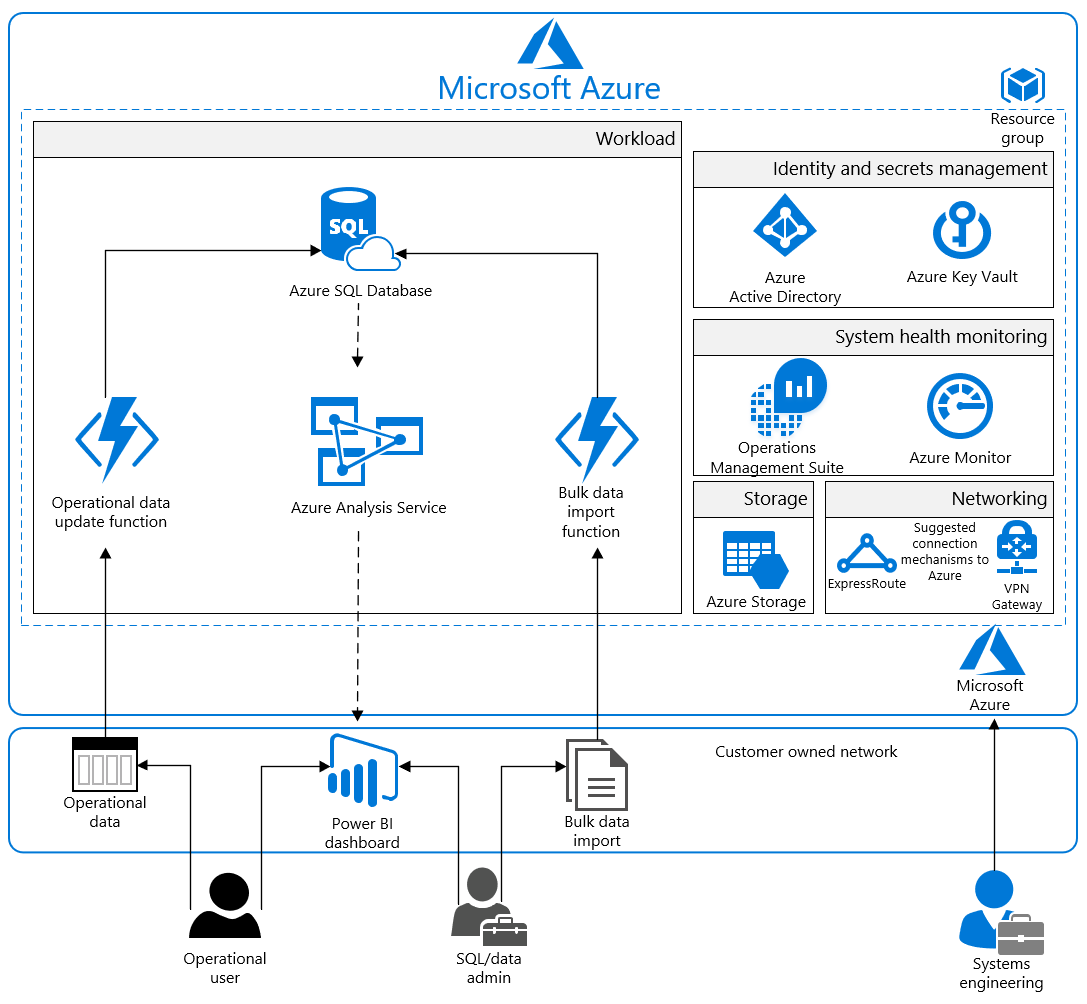 Microsoft Azure
Resource
group
Workload
SQL
Azure SQL Database
Operational data
update function
Azure Analysis Service
Bulk data
import
function
Identity and secrets management
Azure
Active Directory
Azure Key Vault
System health monitoring
Operations
Management Suite
Azure Monitor
Storage
Azure Storage
Networking
ExpressRoute
Suggested
connection
mechanisms to
Azure
VPN
Gateway
Microsoft
Azure
Customer owned network
Operational
data
Power BI
dashboard
Bulk data
import
Operational
user
SQL/data
admin
Systems
engineering